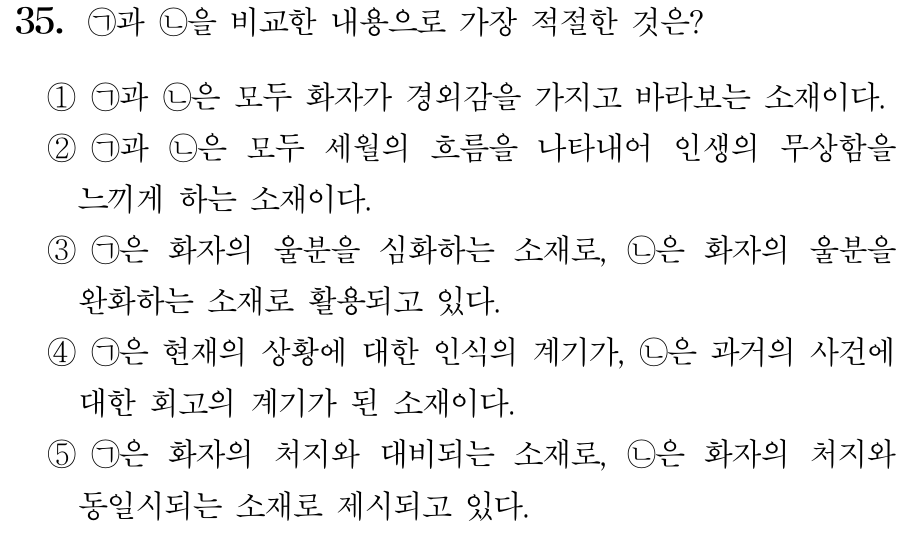 35. ㉠과 ㉡을 비교한 내용으로 가장 적절한 것은?
① ㉠과 ㉡은 모두 화자가 경외감을 가지고 바라보는 소재이다.
② ㉠과 ㉡은 모두 세월의 흐름을 나타내어 인생의 무상함을
느끼게 하는 소재이다.
③ ㉠은 화자의 울분을 심화하는 소재로, ㉡은 화자의 울분을
완화하는 소재로 활용되고 있다.
④ ㉠은 현재의 상황에 대한 인식의 계기가, ㉡은 과거의 사건에
대한 회고의 계기가 된 소재이다.
⑤ ㉠은 화자의 처지와 대비되는 소재로, ㉡은 화자의 처지와
동일시되는 소재로 제시되고 있다.